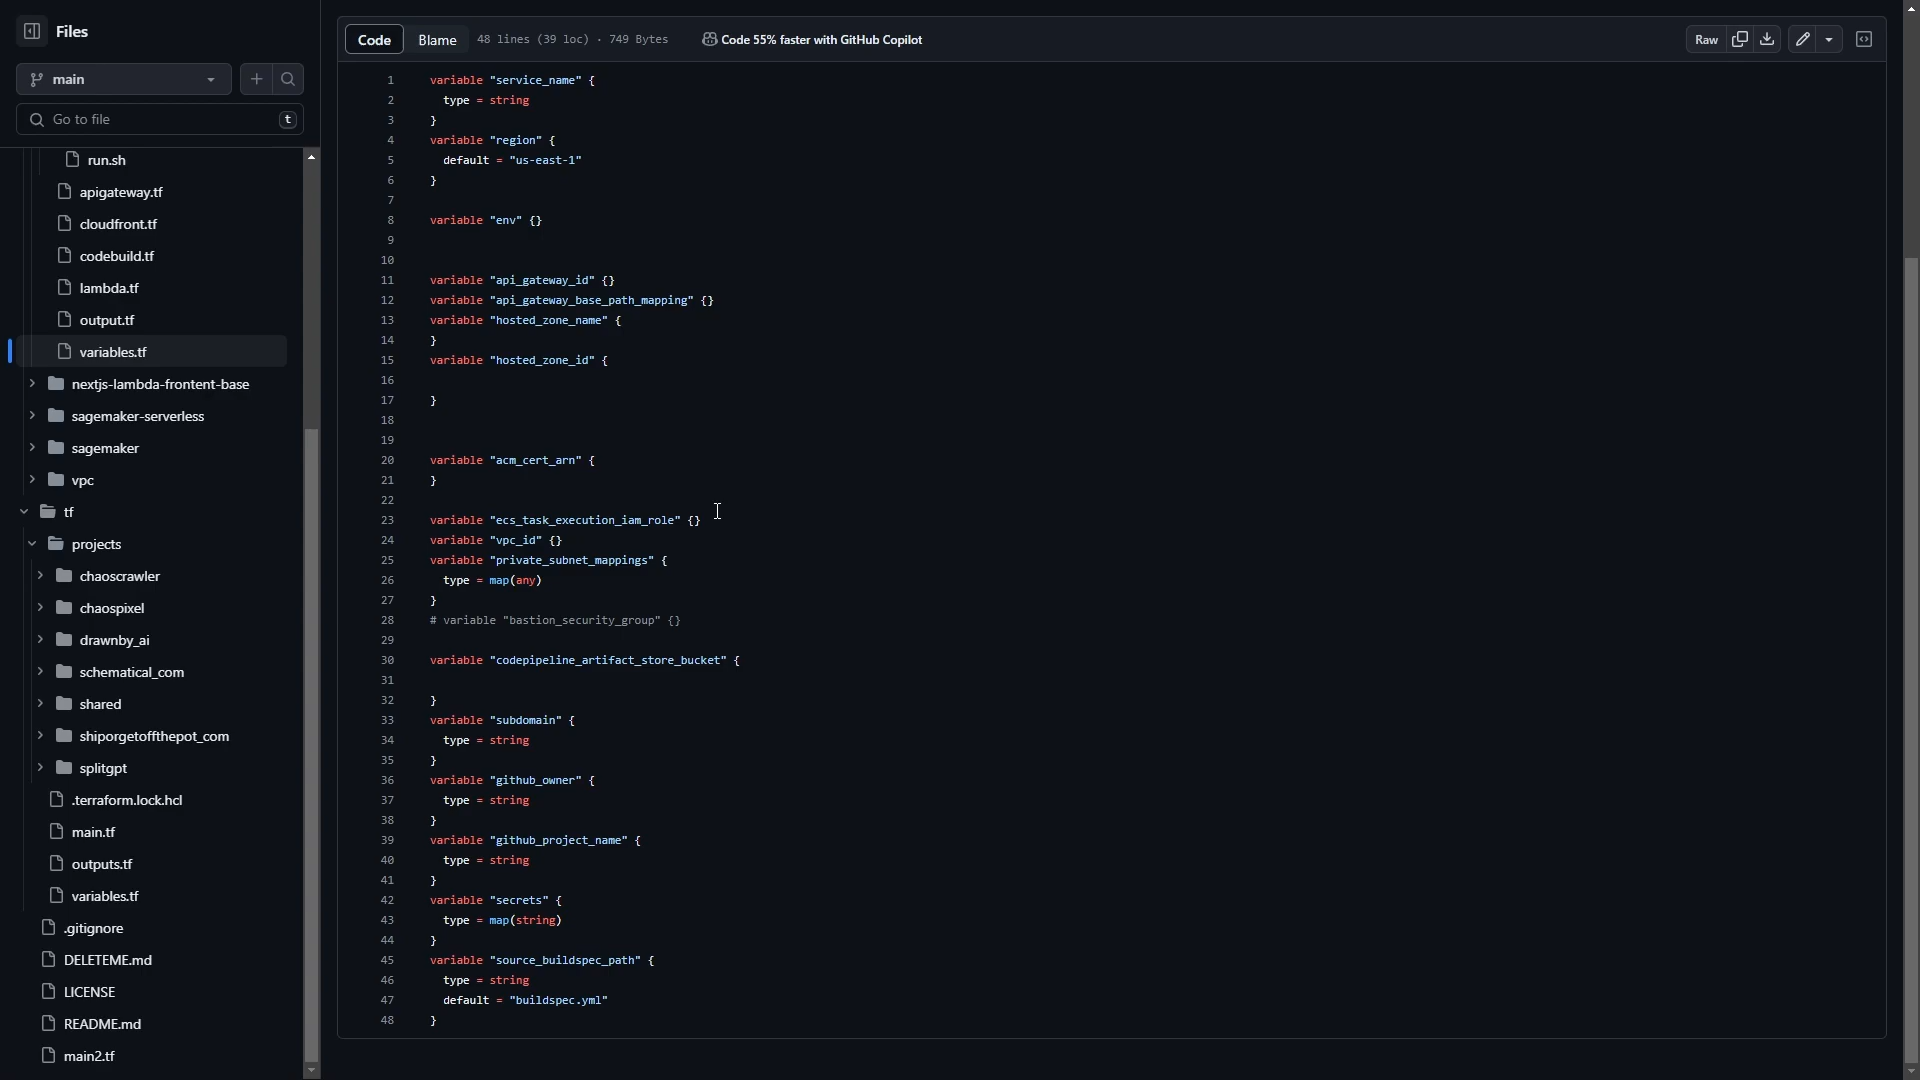 Files
main
Go to file
t
run.sh
apigateway.tf
cloudfront.tf
codebuild.tf
lambda.tf
output.tf
variables.tf
nextjs-lambda-frontent-base
sagemaker-serverless
sagemaker
vpc
tf
projects
chaoscrawler
chaospixel
drawnby_ai
schematical_com
shared
shiporgetoffthepot_com
splitgpt
.terraform.lock.hcl
main.tf
outputs.tf
variables.tf
.gitignore
DELETEME.md
LICENSE
README.md
main2.tf
Code Blame 48 lines (39 loc) · 749 Bytes Code 55% faster with GitHub Copilot Raw
1 variable "service_name" {
2 type = string
3 }
4 variable "region" {
5 default = "us-east-1"
6 }
7
8 variable "env" {}
9
10
11 variable "api_gateway_id" {}
12 variable "api_gateway_base_path_mapping" {}
13 variable "hosted_zone_name" {
14 }
15 variable "hosted_zone_id" {
16
17 }
18
19
20 variable "acm_cert_arn" {
21 }
22
23 variable "ecs_task_execution_iam_role" {}
24 variable "vpc_id" {}
25 variable "private_subnet_mappings" {
26 type = map(any)
27 }
28 # variable "bastion_security_group" {}
29
30 variable "codepipeline_artifact_store_bucket" {
31
32 }
33 variable "subdomain" {
34 type = string
35 }
36 variable "github_owner" {
37 type = string
38 }
39 variable "github_project_name" {
40 type = string
41 }
42 variable "secrets" {
43 type = map(string)
44 }
45 variable "source_buildspec_path" {
46 type = string
47 default = "buildspec.yml"
48 }